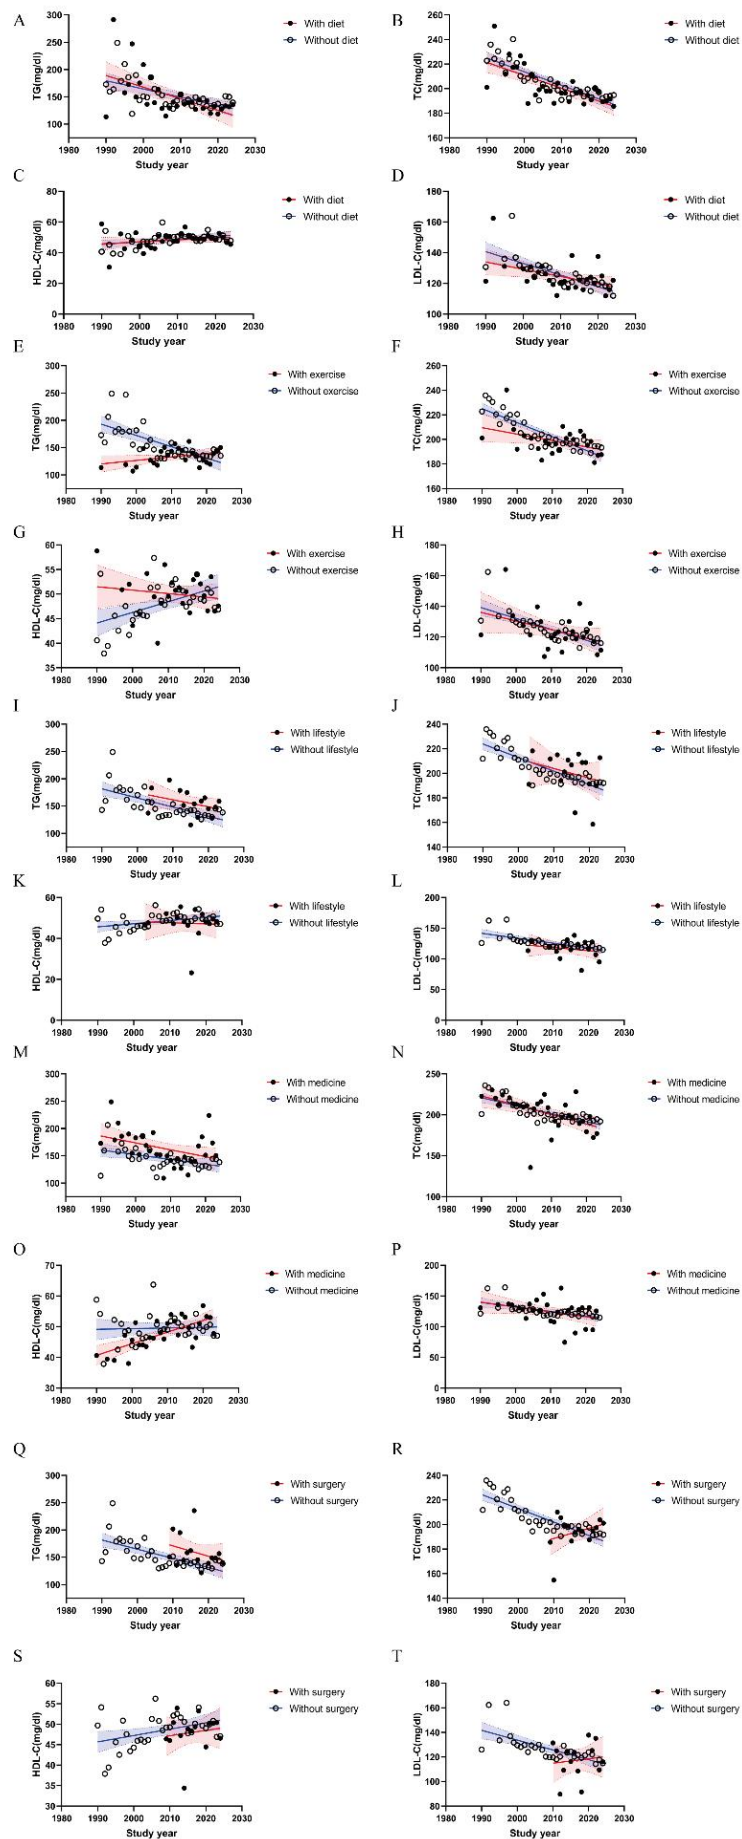 A
TG(mg/dl)
300
250
200
150
100
1980 1990 2000 2010 2020 2030
Study year
With diet
Without diet
B
TC(mg/dl)
260
240
220
200
180
160
1980 1990 2000 2010 2020 2030
Study year
With diet
Without diet
C
HDL-C(mg/dl)
80
60
40
20
0
1980 1990 2000 2010 2020 2030
Study year
With diet
Without diet
D
LDL-C(mg/dl)
180
160
140
120
100
1980 1990 2000 2010 2020 2030
Study year
With diet
Without diet
E
TG(mg/dl)
300
250
200
150
100
1980 1990 2000 2010 2020 2030
Study year
With exercise
Without exercise
F
TC(mg/dl)
260
240
220
200
180
160
1980 1990 2000 2010 2020 2030
Study year
With exercise
Without exercise
G
HDL-C(mg/dl)
60
55
50
45
40
35
1980 1990 2000 2010 2020 2030
Study year
With exercise
Without exercise
H
LDL-C(mg/dl)
180
160
140
120
100
1980 1990 2000 2010 2020 2030
Study year
With exercise
Without exercise
I
TG(mg/dl)
300
250
200
150
100
1980 1990 2000 2010 2020 2030
Study year
With lifestyle
Without lifestyle
J
TC(mg/dl)
240
220
200
180
160
140
1980 1990 2000 2010 2020 2030
Study year
With lifestyle
Without lifestyle
K
HDL-C(mg/dl)
60
40
20
0
1980 1990 2000 2010 2020 2030
Study year
With lifestyle
Without lifestyle
L
LDL-C(mg/dl)
200
150
100
50
0
1980 1990 2000 2010 2020 2030
Study year
With lifestyle
Without lifestyle
M
TG(mg/dl)
300
250
200
150
100
1980 1990 2000 2010 2020 2030
Study year
With medicine
Without medicine
N
TC(mg/dl)
250
200
150
100
1980 1990 2000 2010 2020 2030
Study year
With medicine
Without medicine
O
HDL-C(mg/dl)
70
60
50
40
30
1980 1990 2000 2010 2020 2030
Study year
With medicine
Without medicine
P
LDL-C(mg/dl)
200
150
100
50
0
1980 1990 2000 2010 2020 2030
Study year
With medicine
Without medicine
Q
TG(mg/dl)
300
250
200
150
100
1980 1990 2000 2010 2020 2030
Study year
With surgery
Without surgery
R
TC(mg/dl)
240
220
200
180
160
140
1980 1990 2000 2010 2020 2030
Study year
With surgery
Without surgery
S
HDL-C(mg/dl)
60
55
50
45
40
35
30
1980 1990 2000 2010 2020 2030
Study year
With surgery
Without surgery
T
LDL-C(mg/dl)
180
160
140
120
100
80
1980 1990 2000 2010 2020 2030
Study year
With surgery
Without surgery